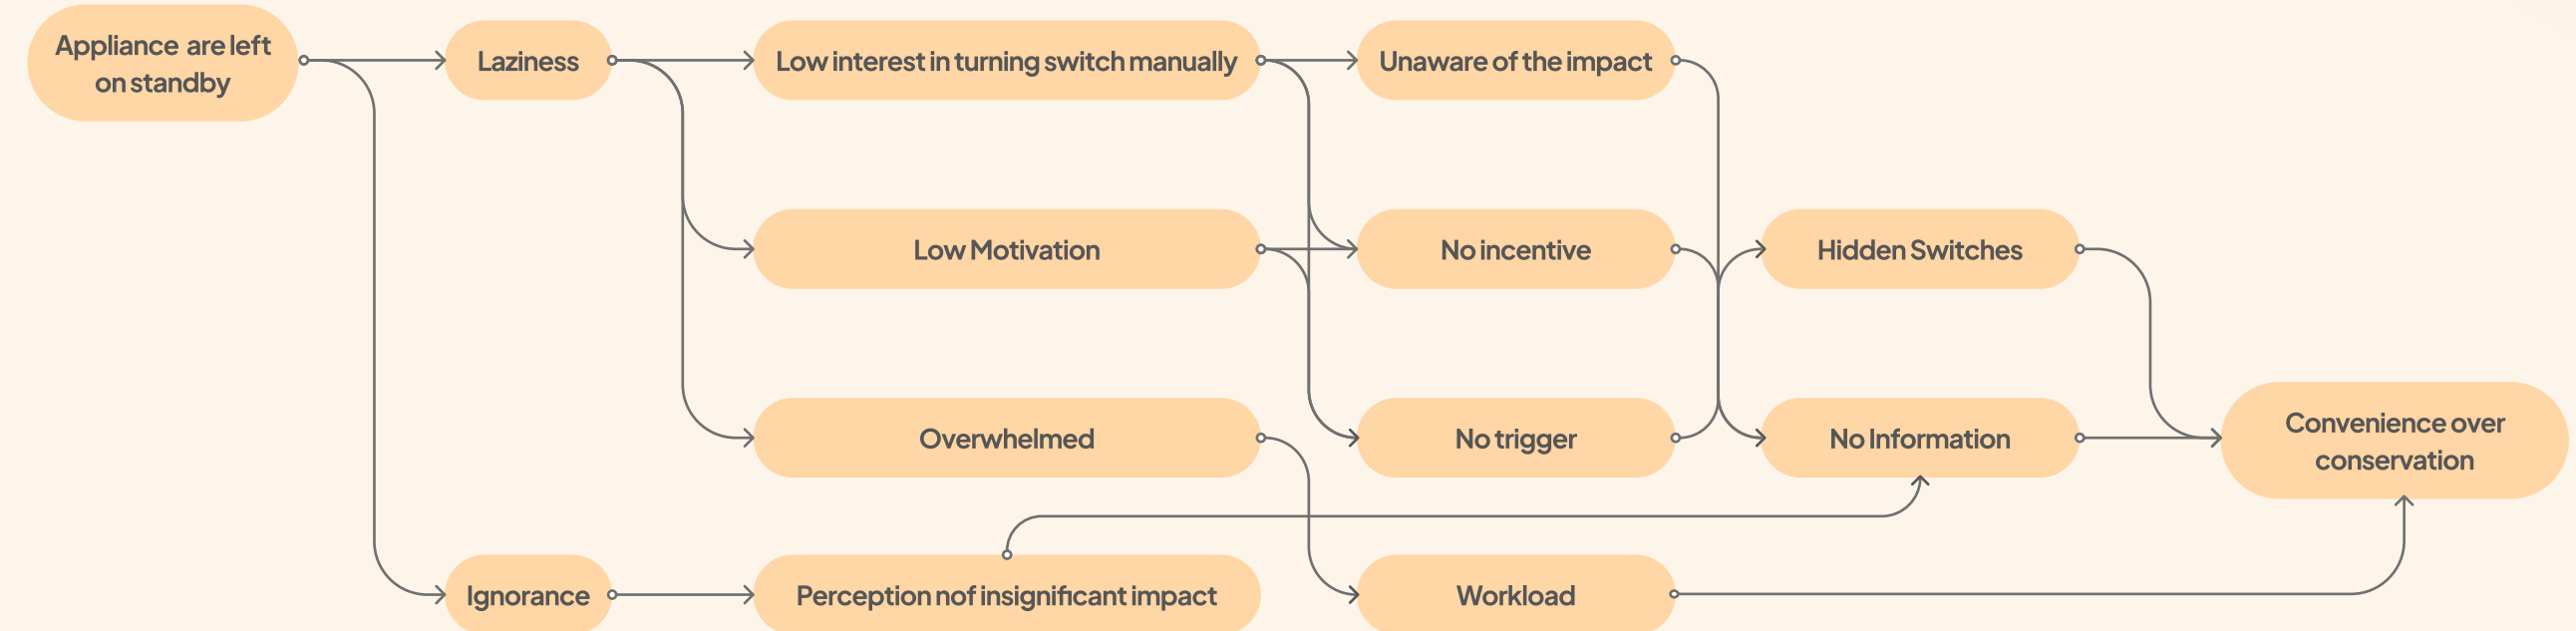 Appliance are left
on standby
Laziness
Low interest in turning switch manually
Unaware of the impact
Low Motivation
No incentive
Hidden Switches
Overwhelmed
No trigger
No Information
Convenience over
conservation
Ignorance
Perception nof insignificant impact
Workload